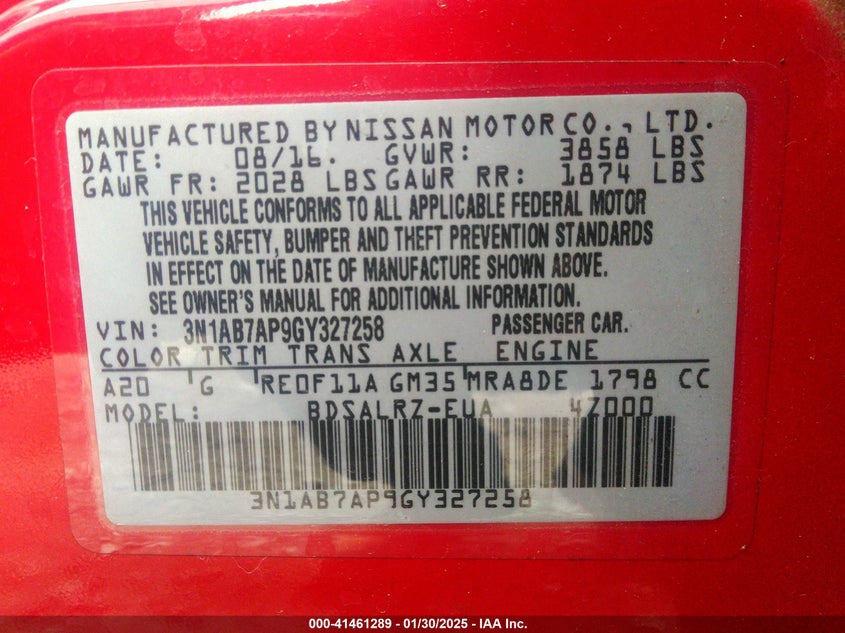 MANUFACTURED BY NISSAN MOTOR CO., LTD.
DATE: 08/16. GVWR: 3858 LBS
GAWR FR: 2028 LBS GAWR RR: 1874 LBS
THIS VEHICLE CONFORMS TO ALL APPLICABLE FEDERAL MOTOR
VEHICLE SAFETY, BUMPER AND THEFT PREVENTION STANDARDS
IN EFFECT ON THE DATE OF MANUFACTURE SHOWN ABOVE.
SEE OWNER'S MANUAL FOR ADDITIONAL INFORMATION.
VIN: 3N1AB7AP9GY327258 PASSENGER CAR.
COLOR TRIM TRANS AXLE ENGINE
A20 G RE0F11A GM35 MRA8DE 1798 CC
MODEL: BDSALRZ-EUA 4Z000
3N1AB7AP9GY327258
000-41461289 — 01/30/2025 — IAA Inc.